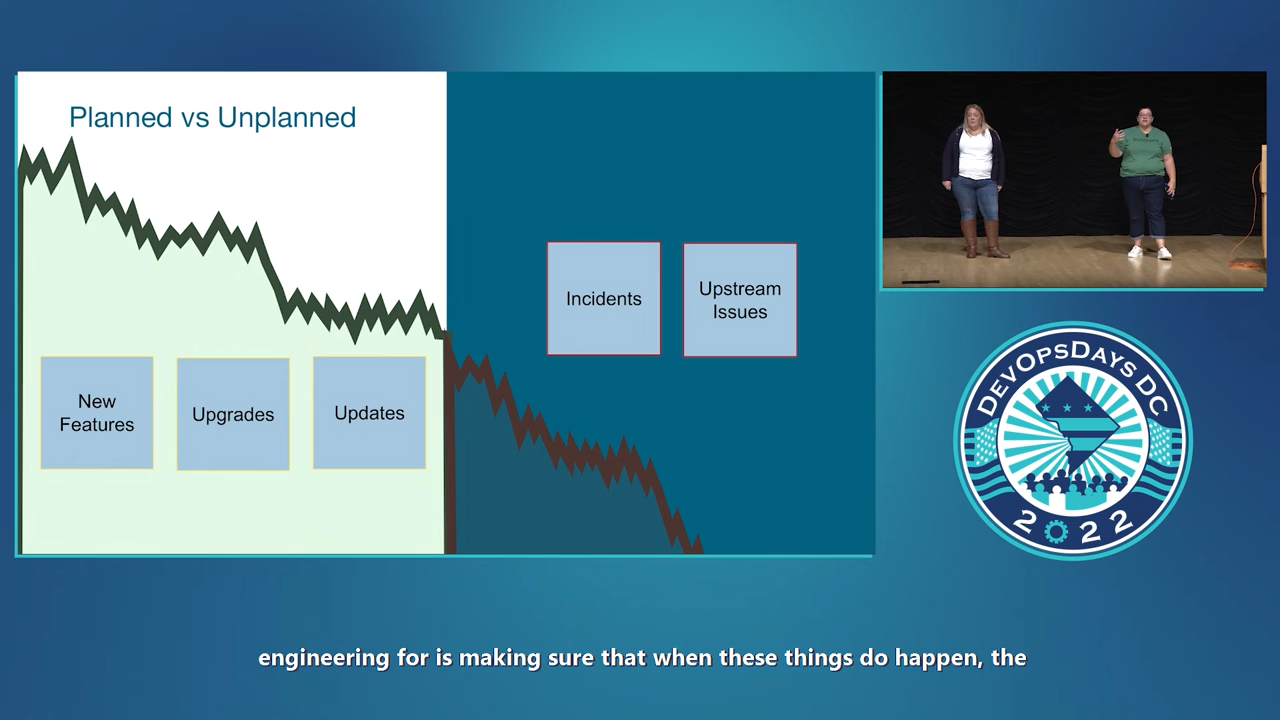 Planned vs Unplanned
New
Features
Upgrades
Updates
Incidents
Upstream
Issues
DEVOPSDAYS DC
2022
engineering for is making sure that when these things do happen, the